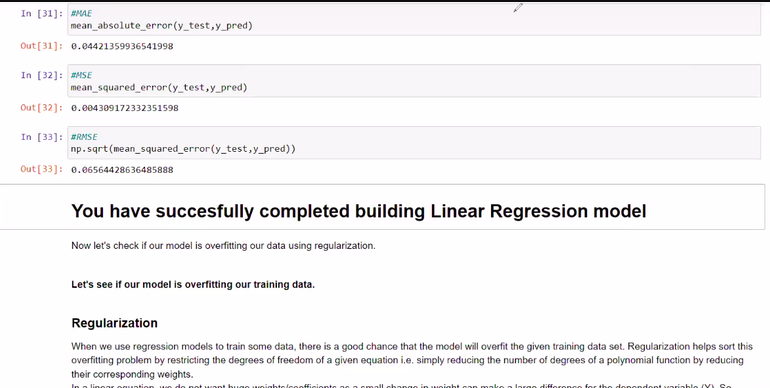 In [31]: #MAE
mean_absolute_error(y_test,y_pred)
Out[31]: 0.04421359936541998
In [32]: #MSE
mean_squared_error(y_test,y_pred)
Out[32]: 0.004309172332351598
In [33]: #RMSE
np.sqrt(mean_squared_error(y_test,y_pred))
Out[33]: 0.06564428636485888
You have succesfully completed building Linear Regression model
Now let's check if our model is overfitting our data using regularization.
Let's see if our model is overfitting our training data.
Regularization
When we use regression models to train some data, there is a good chance that the model will overfit the given training data set. Regularization helps sort this
overfitting problem by restricting the degrees of freedom of a given equation i.e. simply reducing the number of degrees of a polynomial function by reducing
their corresponding weights.
In a linear equation, we do not want huge weights/coefficients as a small change in weight can make a large difference for the dependent variable (Y). So